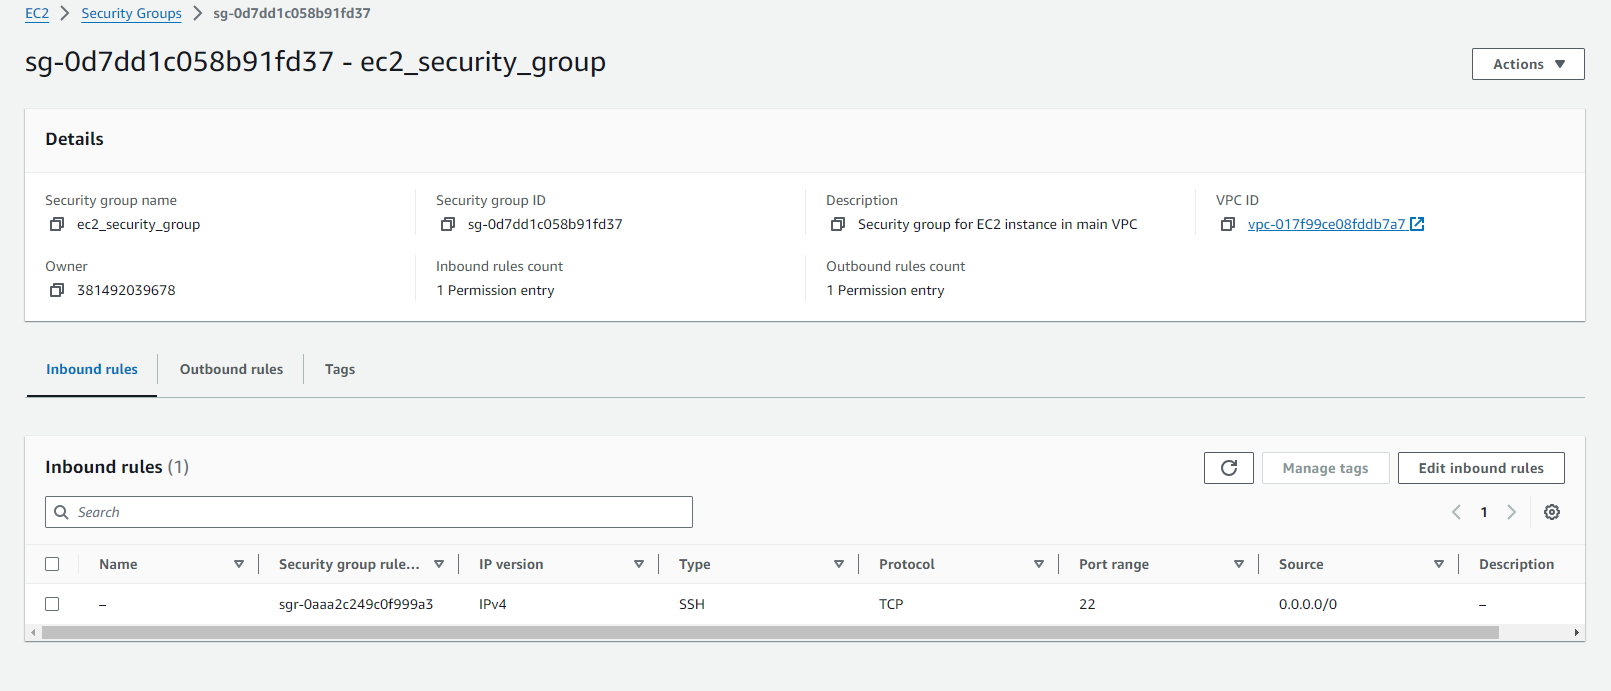 EC2 Security Groups sg-0d7dd1c058b91fd37
sg-0d7dd1c058b91fd37 - ec2_security_group
Actions
Details
Security group name
ec2_security_group
Security group ID
sg-0d7dd1c058b91fd37
Description
Security group for EC2 instance in main VPC
VPC ID
vpc-017f99ce08fddb7a7
Owner
381492039678
Inbound rules count
1 Permission entry
Outbound rules count
1 Permission entry
Inbound rules Outbound rules Tags
Inbound rules (1)
Manage tags Edit inbound rules
Search
1
Name Security group rule... IP version Type Protocol Port range Source Description
– sgr-0aaa2c249c0f999a3 IPv4 SSH TCP 22 0.0.0.0/0 –